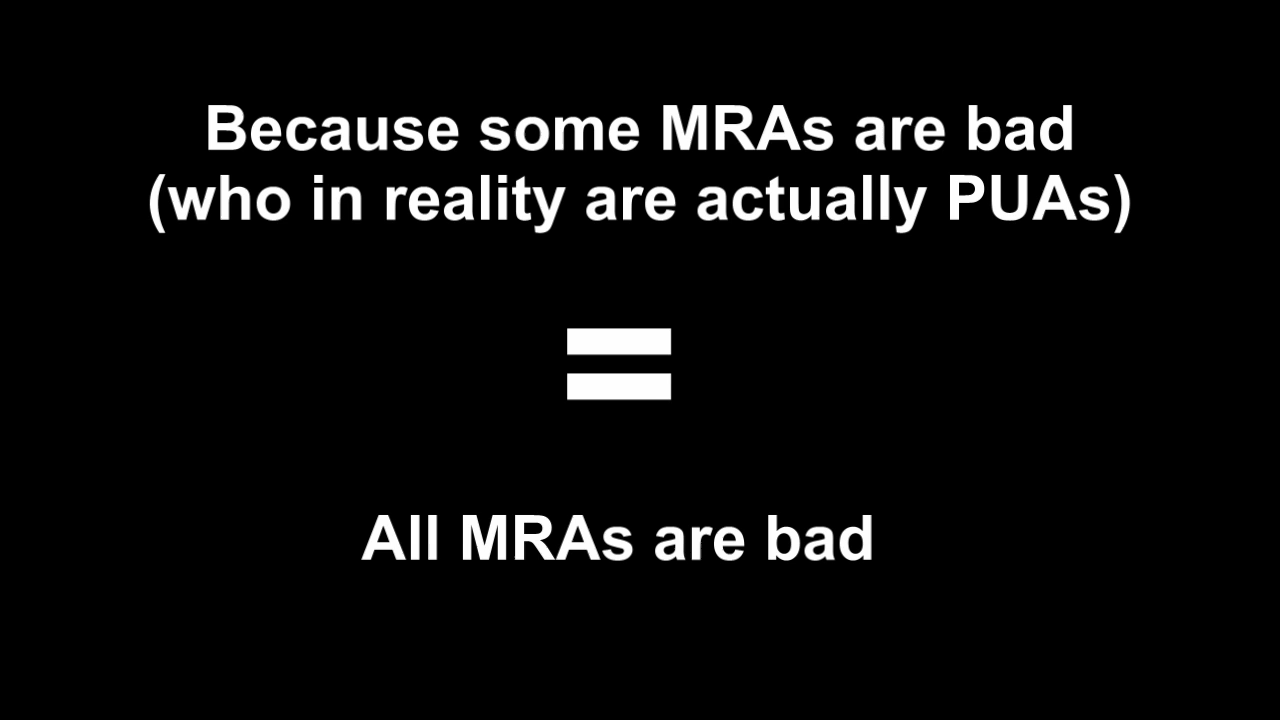 Because some MRAs are bad
(who in reality are actually PUAs)
=
All MRAs are bad